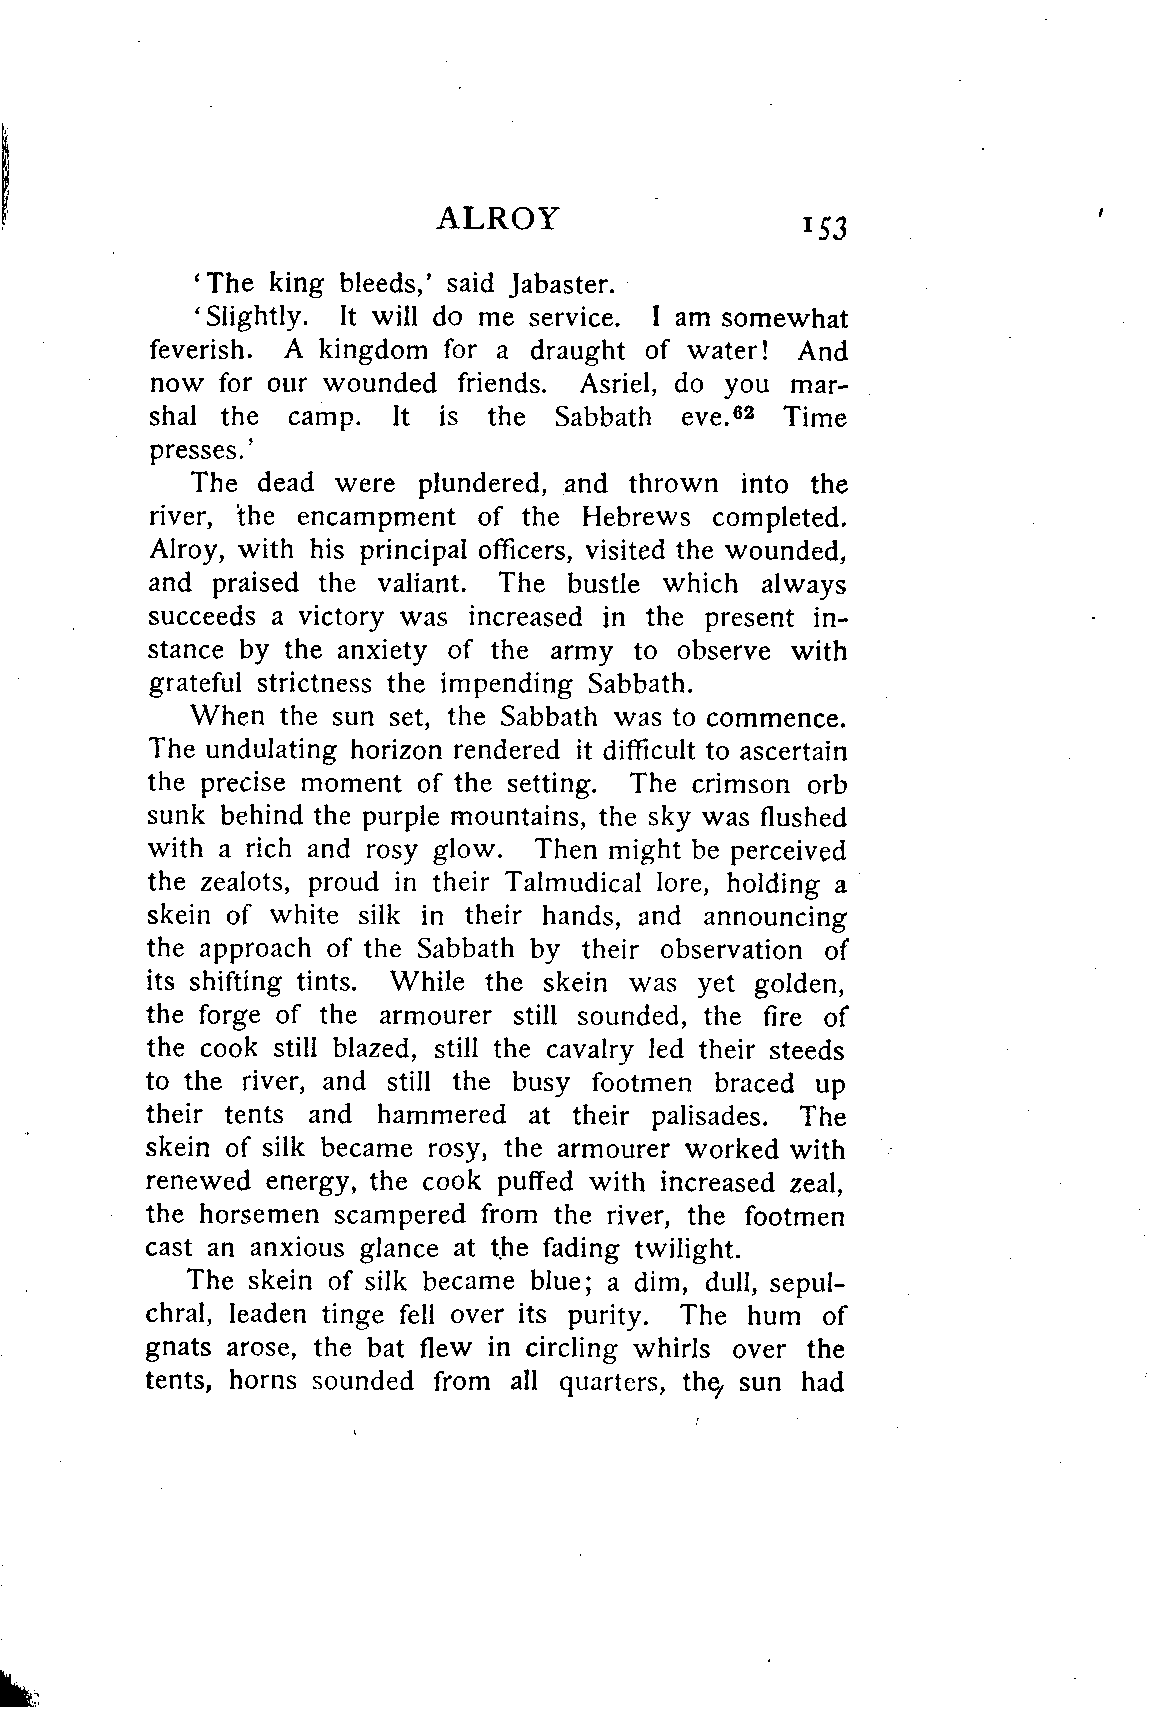 ALROY 153
‘The king bleeds,’ said Jabaster.
‘Slightly. It will do me service. I am somewhat
feverish. A kingdom for a draught of water! And
now for our wounded friends. Asriel, do you mar-
shal the camp. It is the Sabbath eve.⁶² Time
presses.’
The dead were plundered, and thrown into the
river, the encampment of the Hebrews completed.
Alroy, with his principal officers, visited the wounded,
and praised the valiant. The bustle which always
succeeds a victory was increased in the present in-
stance by the anxiety of the army to observe with
grateful strictness the impending Sabbath.
When the sun set, the Sabbath was to commence.
The undulating horizon rendered it difficult to ascertain
the precise moment of the setting. The crimson orb
sunk behind the purple mountains, the sky was flushed
with a rich and rosy glow. Then might be perceived
the zealots, proud in their Talmudical lore, holding a
skein of white silk in their hands, and announcing
the approach of the Sabbath by their observation of
its shifting tints. While the skein was yet golden,
the forge of the armourer still sounded, the fire of
the cook still blazed, still the cavalry led their steeds
to the river, and still the busy footmen braced up
their tents and hammered at their palisades. The
skein of silk became rosy, the armourer worked with
renewed energy, the cook puffed with increased zeal,
the horsemen scampered from the river, the footmen
cast an anxious glance at the fading twilight.
The skein of silk became blue; a dim, dull, sepul-
chral, leaden tinge fell over its purity. The hum of
gnats arose, the bat flew in circling whirls over the
tents, horns sounded from all quarters, the sun had